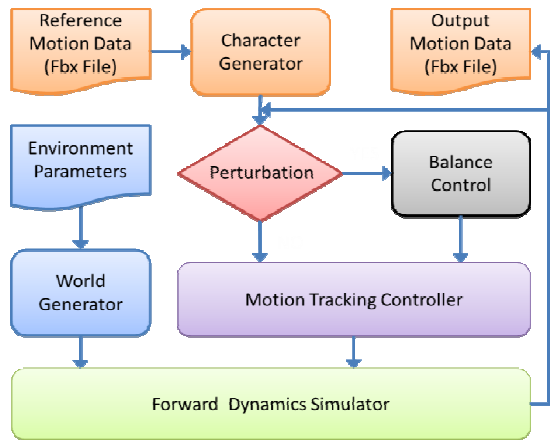 Reference
Motion Data
(Fbx File)
Character
Generator
Output
Motion Data
(Fbx File)
Environment
Parameters
Perturbation
Balance
Control
World
Generator
Motion Tracking Controller
Forward Dynamics Simulator